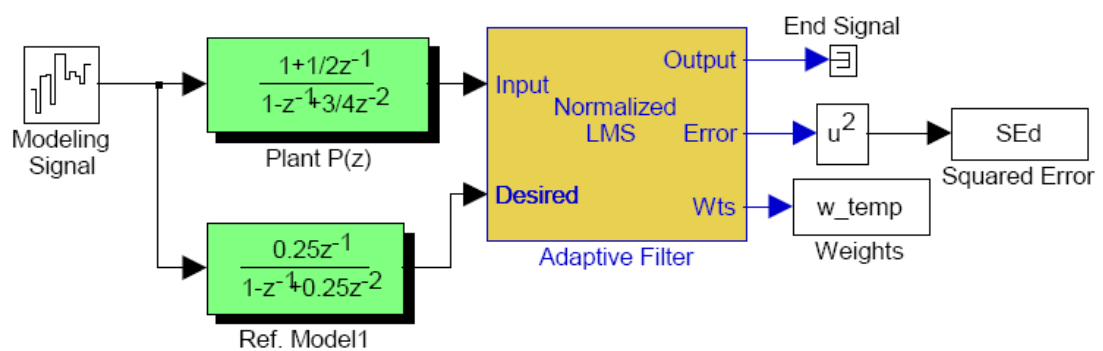 Modeling
Signal
1+1/2z-1
1-z-1+3/4z-2
Plant P(z)
0.25z-1
1-z-1+0.25z-2
Ref. Model1
Input
Desired
Normalized
LMS
Output
Error
Wts
Adaptive Filter
End Signal
u2
SEd
Squared Error
w_temp
Weights